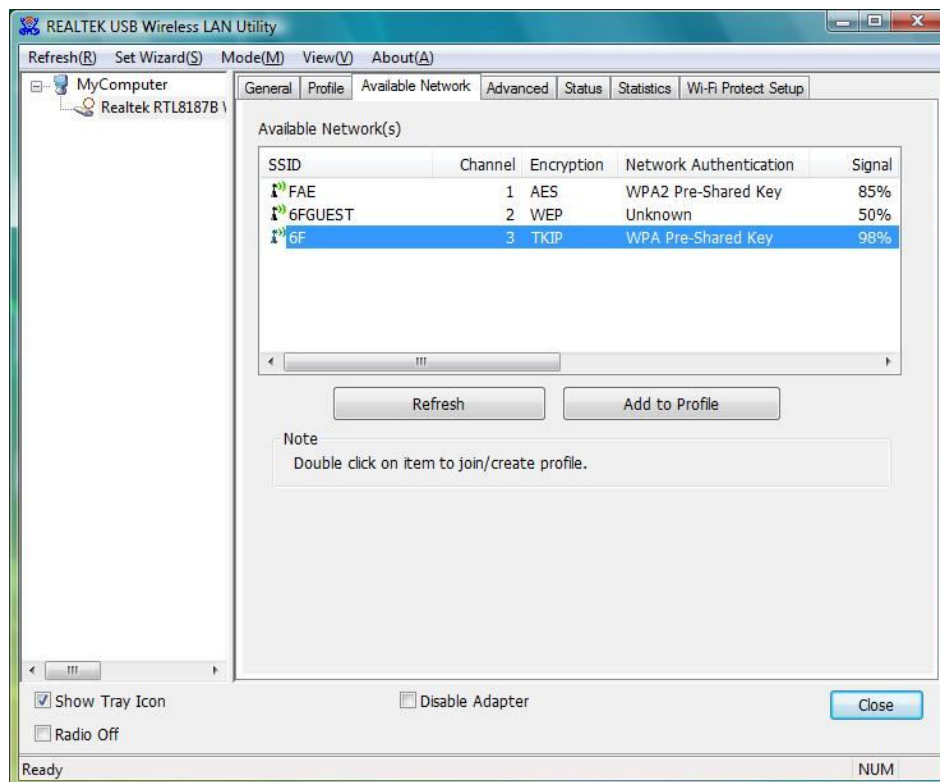 REALTEK USB Wireless LAN Utility
Refresh(R) Set Wizard(S) Mode(M) View(V) About(A)
MyComputer
Realtek RTL8187B
General Profile Available Network Advanced Status Statistics Wi-Fi Protect Setup
Available Network(s)
SSID Channel Encryption Network Authentication Signal
FAE 1 AES WPA2 Pre-Shared Key 85%
6FGUEST 2 WEP Unknown 50%
6F 3 TKIP WPA Pre-Shared Key 98%
Refresh Add to Profile
Note
Double click on item to join/create profile.
Show Tray Icon Disable Adapter Close
Radio Off
Ready NUM